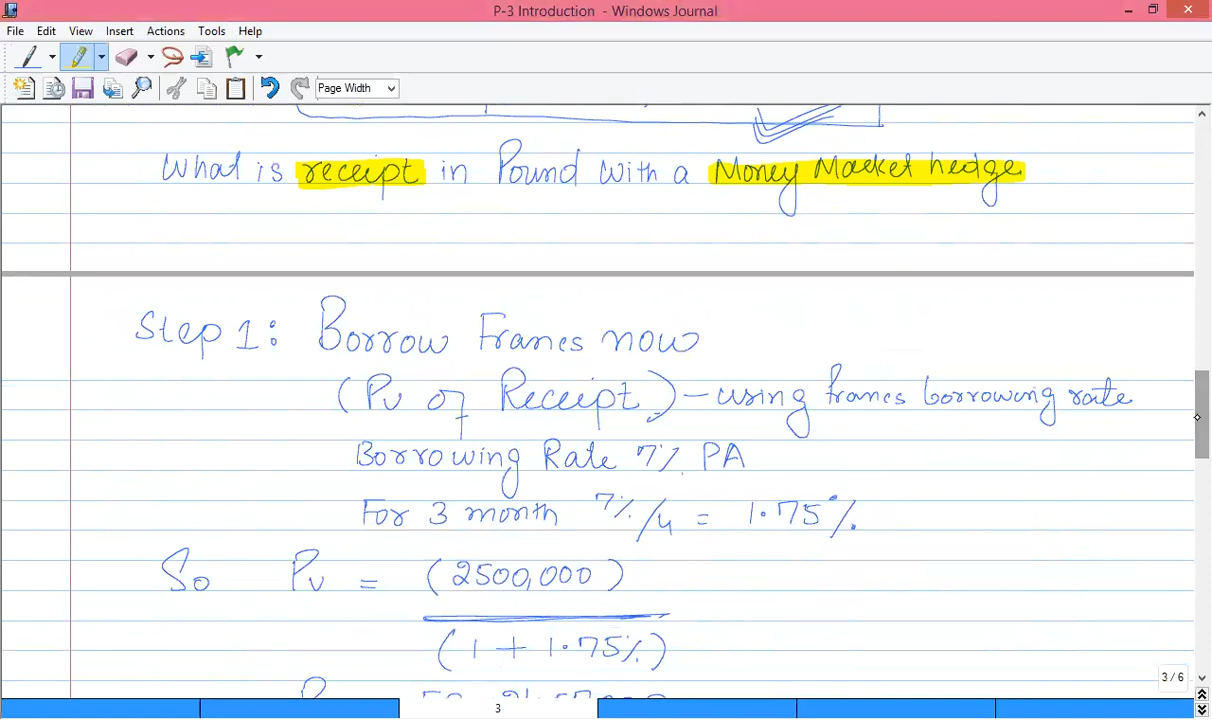 P-3 Introduction - Windows Journal
File Edit View Insert Actions Tools Help
Page Width
What is receipt in Pound with a Money Market hedge
Step 1: Borrow Francs now
(Pv of Receipt) - using francs borrowing rate
Borrowing Rate 7% PA
For 3 month 7%/4 = 1.75%
So Pv = (2500,000)
(1 + 1.75%)
3 / 6
3